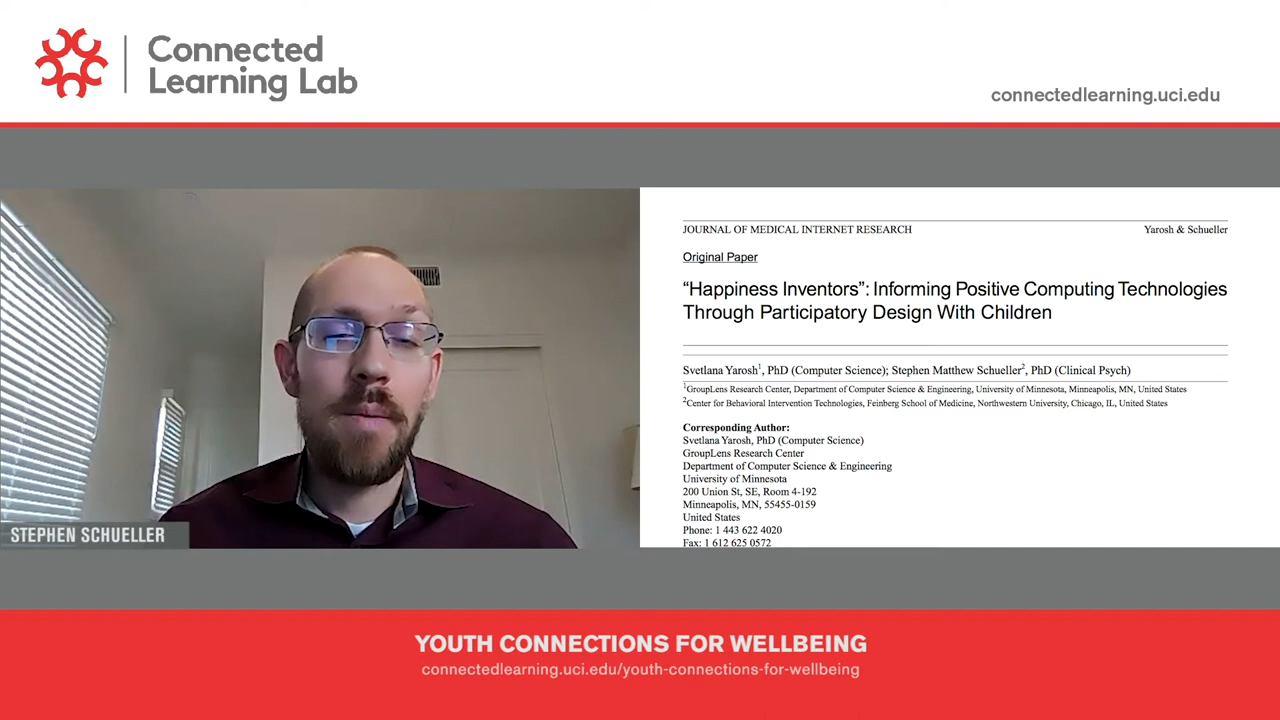 Connected
Learning Lab
connectedlearning.uci.edu
STEPHEN SCHUELLER
JOURNAL OF MEDICAL INTERNET RESEARCH
Yarosh & Schueller
Original Paper
“Happiness Inventors”: Informing Positive Computing Technologies
Through Participatory Design With Children
Svetlana Yarosh1, PhD (Computer Science); Stephen Matthew Schueller2, PhD (Clinical Psych)
1GroupLens Research Center, Department of Computer Science & Engineering, University of Minnesota, Minneapolis, MN, United States
2Center for Behavioral Intervention Technologies, Feinberg School of Medicine, Northwestern University, Chicago, IL, United States
Corresponding Author:
Svetlana Yarosh, PhD (Computer Science)
GroupLens Research Center
Department of Computer Science & Engineering
University of Minnesota
200 Union St, SE, Room 4-192
Minneapolis, MN, 55455-0159
United States
Phone: 1 443 622 4020
Fax: 1 612 625 0572
YOUTH CONNECTIONS FOR WELLBEING
connectedlearning.uci.edu/youth-connections-for-wellbeing